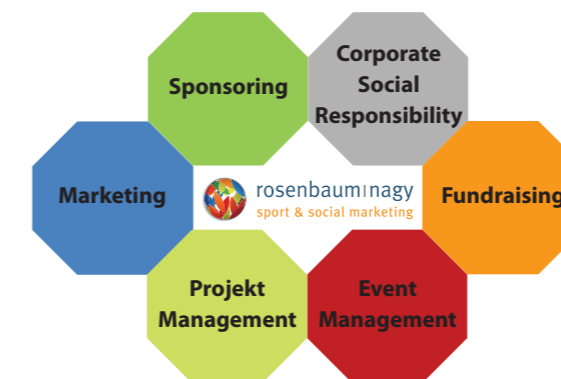 Sponsoring
Corporate
Social
Responsibility
Marketing
rosenbaum|nagy
sport & social marketing
Fundraising
Projekt
Management
Event
Management